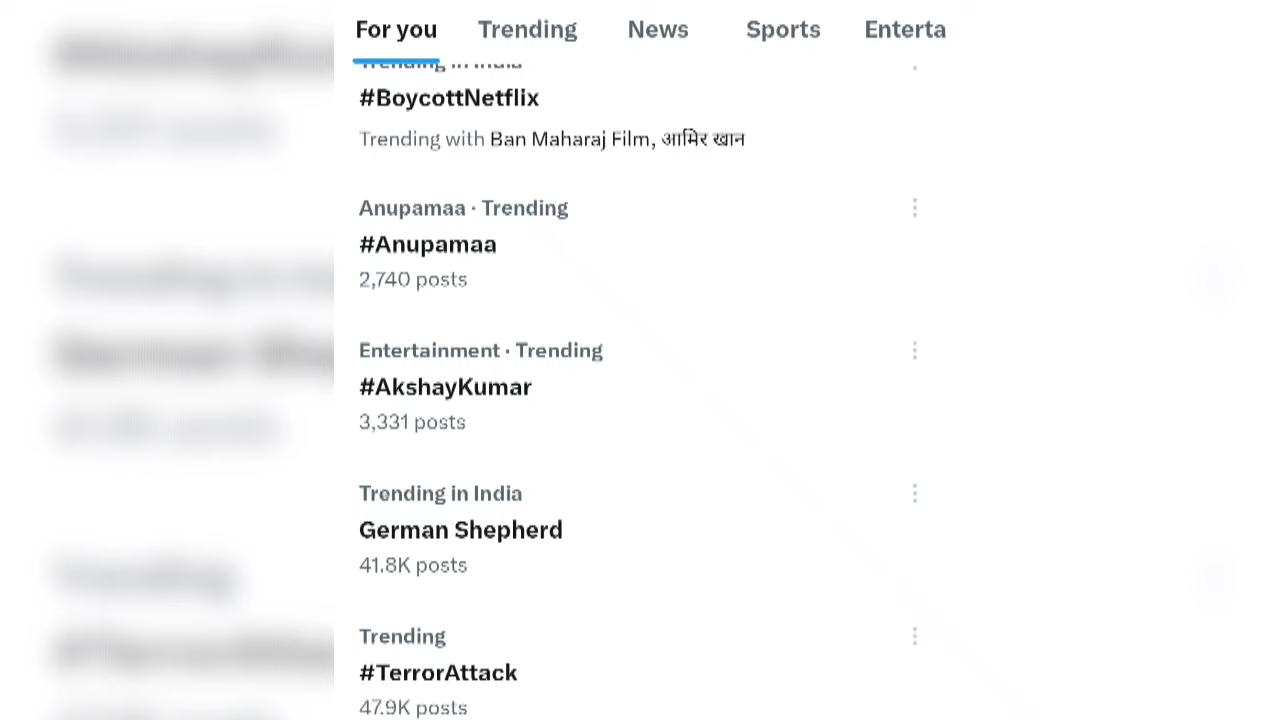 For you Trending News Sports Enterta
Trending in India
#BoycottNetflix
Trending with Ban Maharaj Film, आमिर खान
Anupamaa · Trending
#Anupamaa
2,740 posts
Entertainment · Trending
#AkshayKumar
3,331 posts
Trending in India
German Shepherd
41.8K posts
Trending
#TerrorAttack
47.9K posts